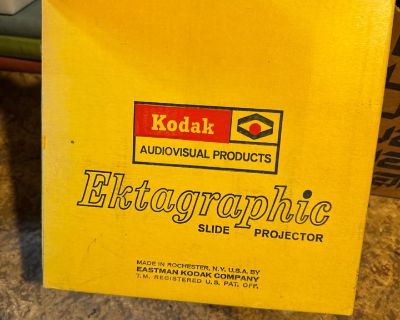 Kodak
AUDIOVISUAL PRODUCTS
Ektagraphic
SLIDE PROJECTOR
MADE IN ROCHESTER, N.Y. U.S.A. BY
EASTMAN KODAK COMPANY
T.M. REGISTERED U.S. PAT. OFF.